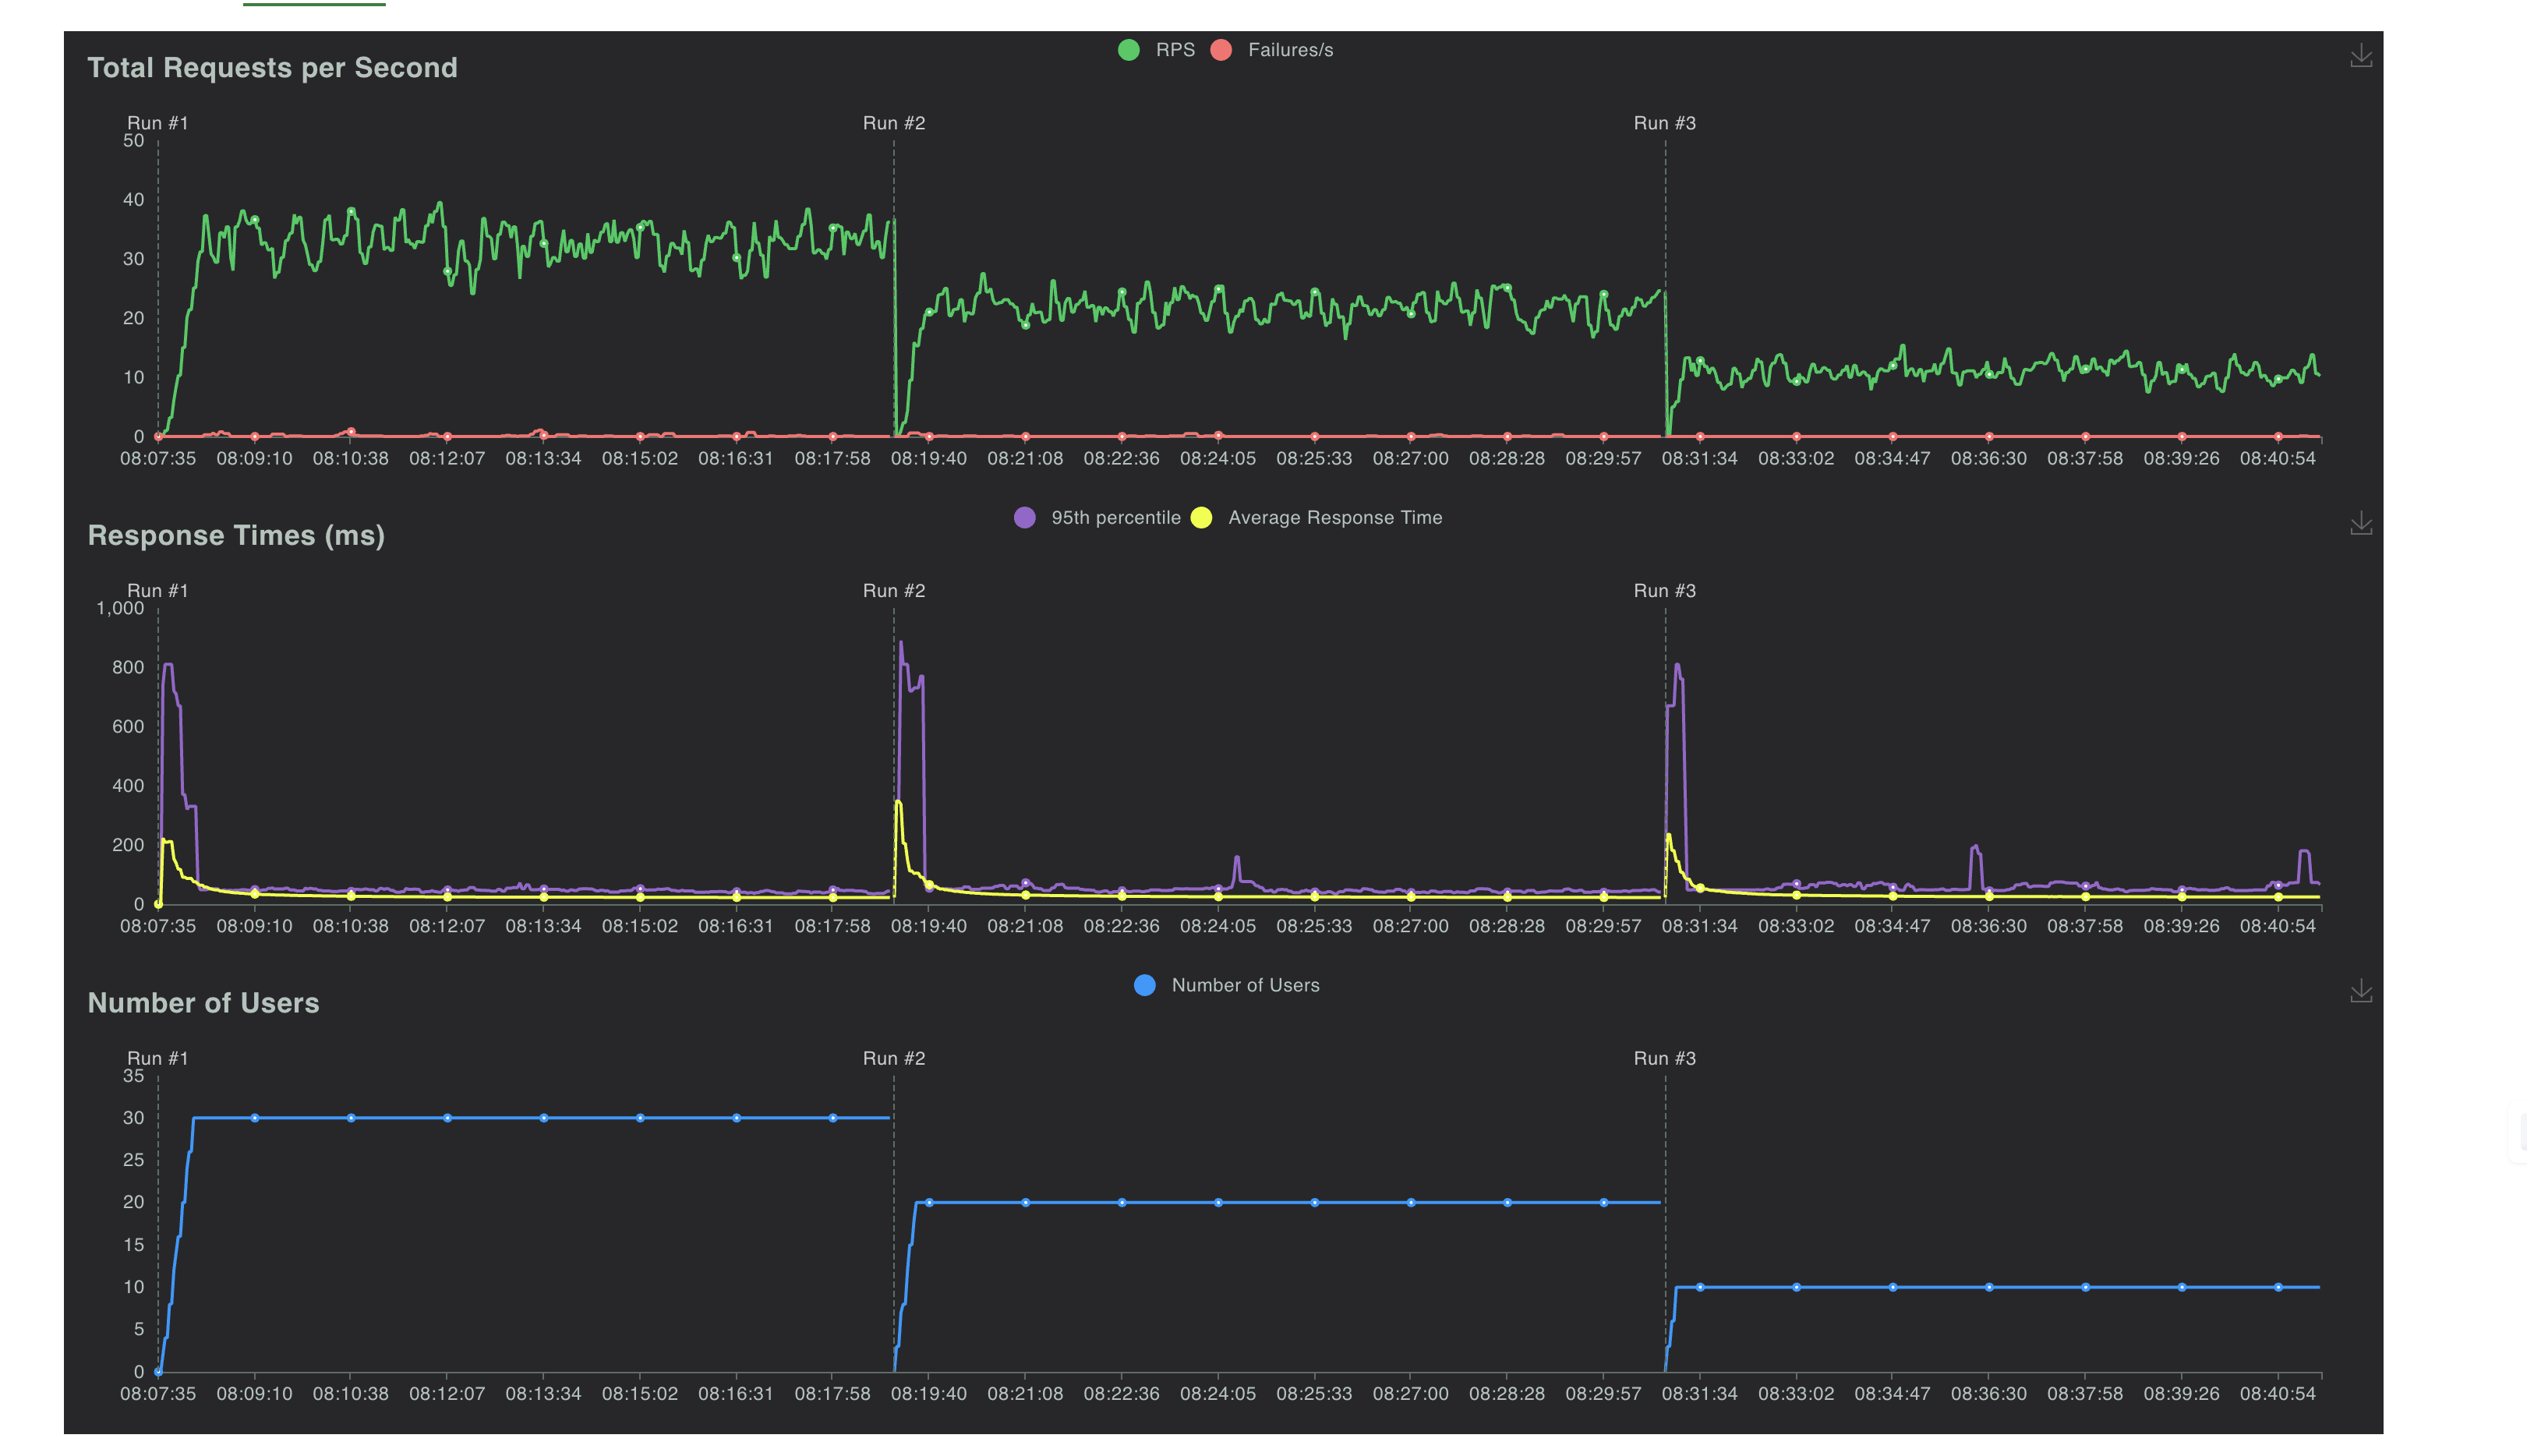 RPS Failures/s
Total Requests per Second
Run #1 Run #2 Run #3
50
40
30
20
10
0
08:07:35 08:09:10 08:10:38 08:12:07 08:13:34 08:15:02 08:16:31 08:17:58 08:19:40 08:21:08 08:22:36 08:24:05 08:25:33 08:27:00 08:28:28 08:29:57 08:31:34 08:33:02 08:34:47 08:36:30 08:37:58 08:39:26 08:40:54
95th percentile Average Response Time
Response Times (ms)
Run #1 Run #2 Run #3
1,000
800
600
400
200
0
08:07:35 08:09:10 08:10:38 08:12:07 08:13:34 08:15:02 08:16:31 08:17:58 08:19:40 08:21:08 08:22:36 08:24:05 08:25:33 08:27:00 08:28:28 08:29:57 08:31:34 08:33:02 08:34:47 08:36:30 08:37:58 08:39:26 08:40:54
Number of Users
Number of Users
Run #1 Run #2 Run #3
35
30
25
20
15
10
5
0
08:07:35 08:09:10 08:10:38 08:12:07 08:13:34 08:15:02 08:16:31 08:17:58 08:19:40 08:21:08 08:22:36 08:24:05 08:25:33 08:27:00 08:28:28 08:29:57 08:31:34 08:33:02 08:34:47 08:36:30 08:37:58 08:39:26 08:40:54